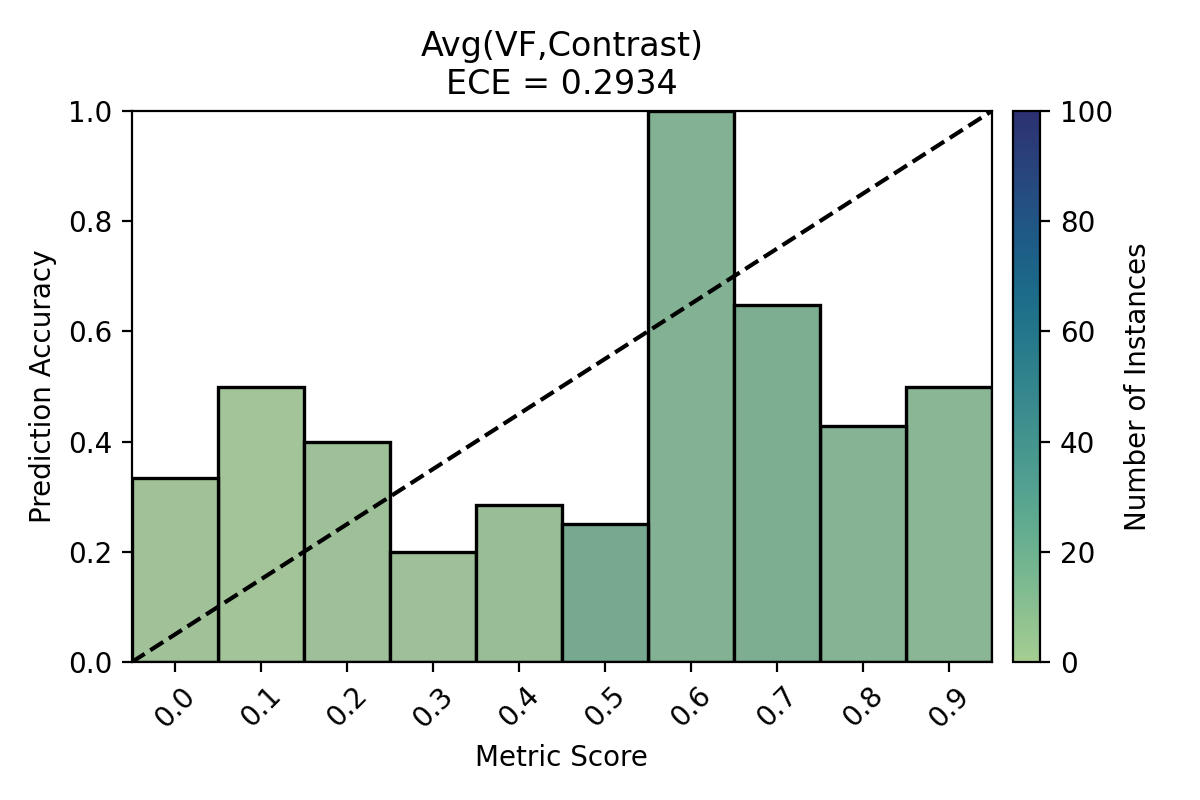 Avg(VF,Contrast)
ECE = 0.2934
Prediction Accuracy
1.0
0.8
0.6
0.4
0.2
0.0
0.0 0.1 0.2 0.3 0.4 0.5 0.6 0.7 0.8 0.9
Metric Score
100
80
60
40
20
0
Number of Instances